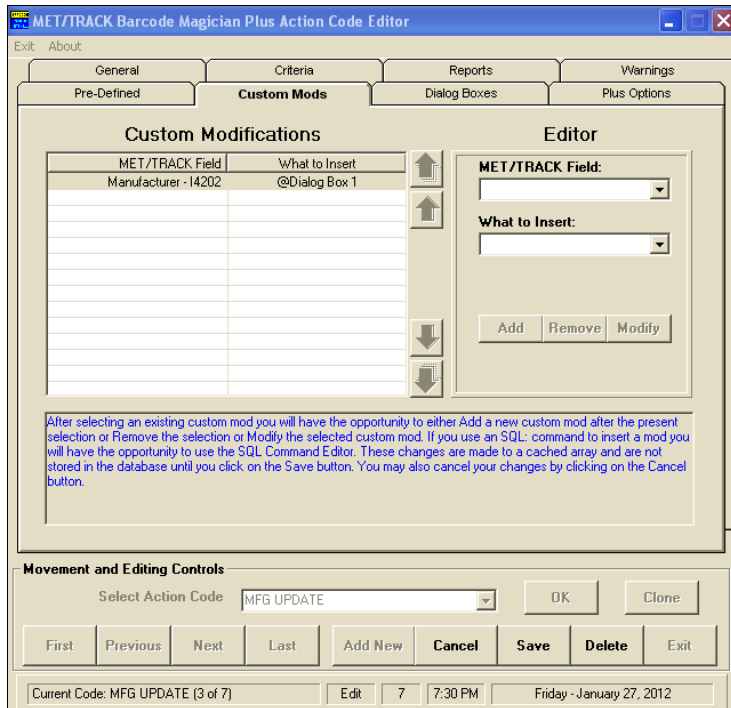 MET/TRACK Barcode Magician Plus Action Code Editor
Exit About
General Criteria Reports Warnings
Pre-Defined Custom Mods Dialog Boxes Plus Options
Custom Modifications Editor
MET/TRACK Field What to Insert
Manufacturer - I4202 @Dialog Box 1
MET/TRACK Field:
What to Insert:
Add Remove Modify
After selecting an existing custom mod you will have the opportunity to either Add a new custom mod after the present
selection or Remove the selection or Modify the selected custom mod. If you use an SQL: command to insert a mod you
will have the opportunity to use the SQL Command Editor. These changes are made to a cached array and are not
stored in the database until you click on the Save button. You may also cancel your changes by clicking on the Cancel
button.
Movement and Editing Controls
Select Action Code MFG UPDATE OK Clone
First Previous Next Last Add New Cancel Save Delete Exit
Current Code: MFG UPDATE (3 of 7) Edit 7 7:30 PM Friday - January 27, 2012